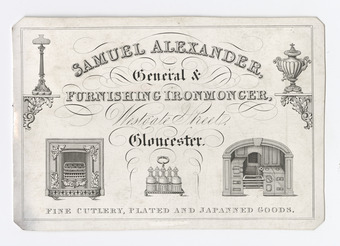 SAMUEL ALEXANDER,
General &
FURNISHING IRONMONGER,
Westgate Street
Gloucester.
FINE CUTLERY, PLATED AND JAPANNED GOODS.